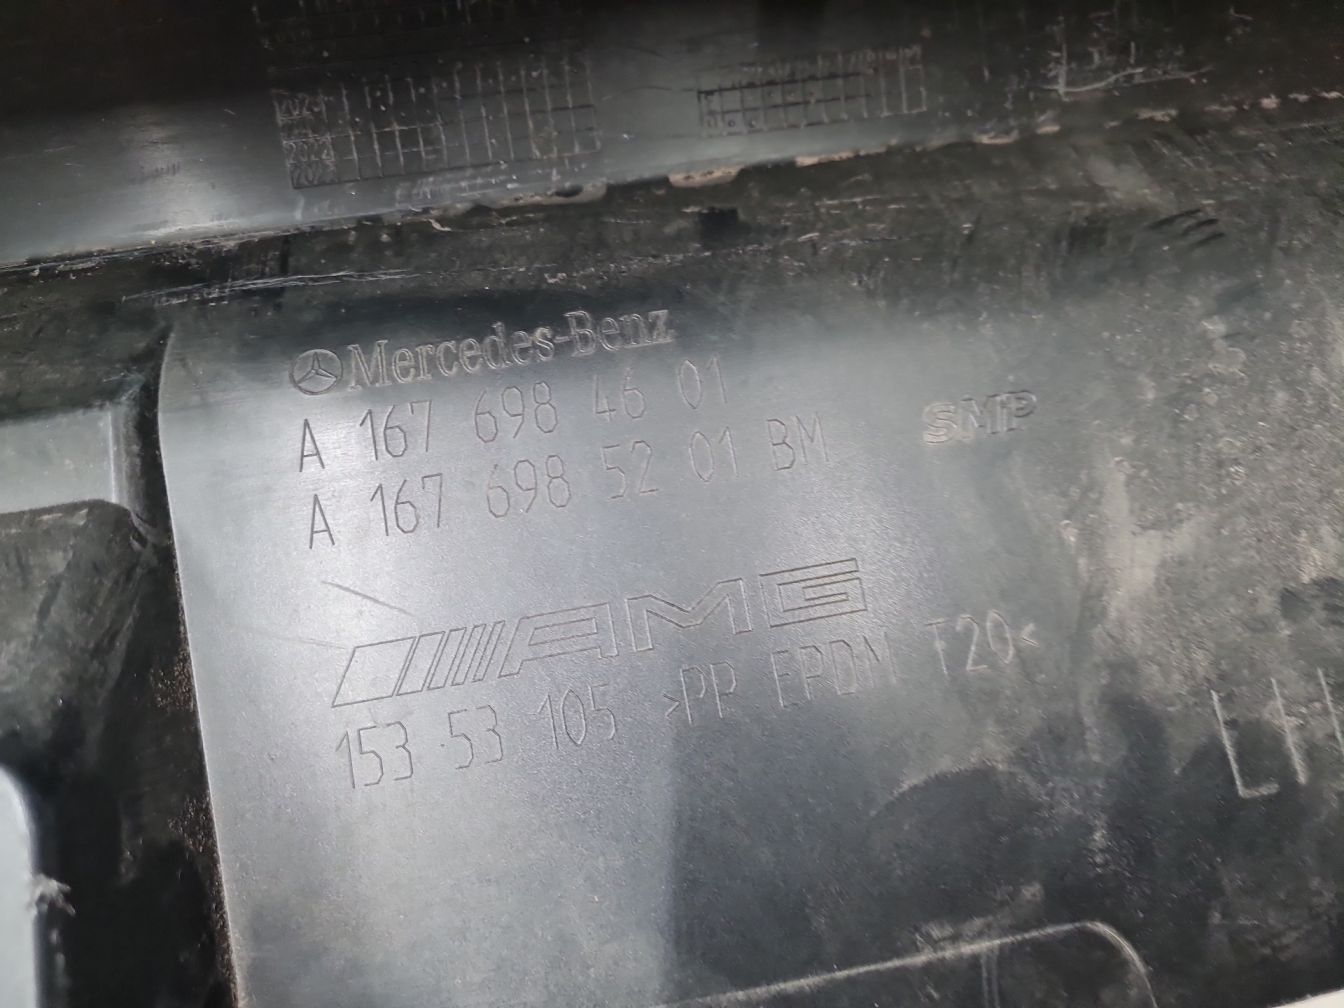 Mercedes-Benz
A 167 698 46 01
A 167 698 52 01 BM
SMP
AMG
153 53 105 >PP EPDM T20<